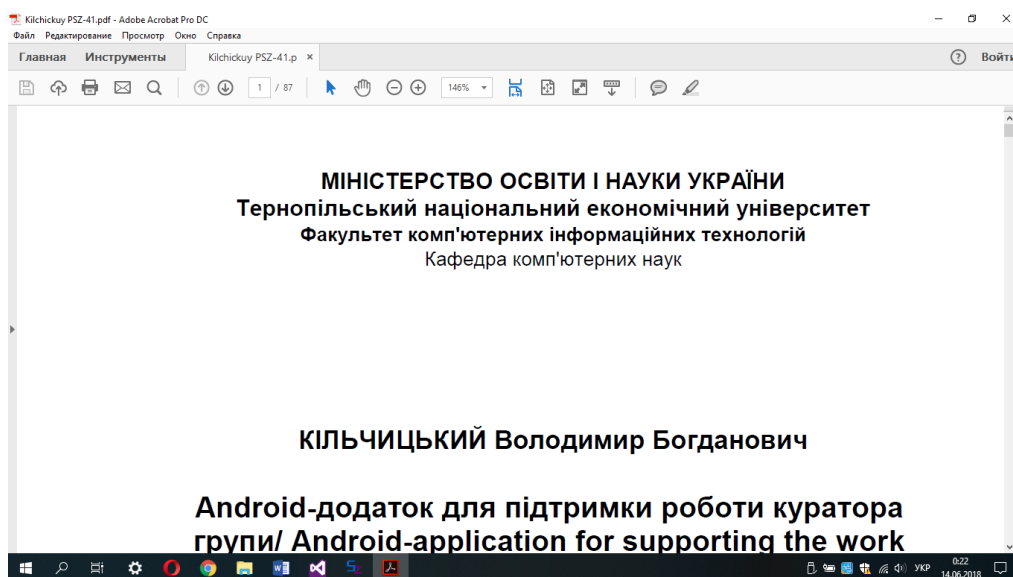 Kilchickuy PSZ-41.pdf - Adobe Acrobat Pro DC
Файл Редактирование Просмотр Окно Справка
Главная Инструменты Kilchickuy PSZ-41.p ×
Войти
1 / 87 146%
МІНІСТЕРСТВО ОСВІТИ І НАУКИ УКРАЇНИ
Тернопільський національний економічний університет
Факультет комп'ютерних інформаційних технологій
Кафедра комп'ютерних наук
КІЛЬЧИЦЬКИЙ Володимир Богданович
Android-додаток для підтримки роботи куратора
групи/ Android-application for supporting the work
УКР 0:22
14.06.2018